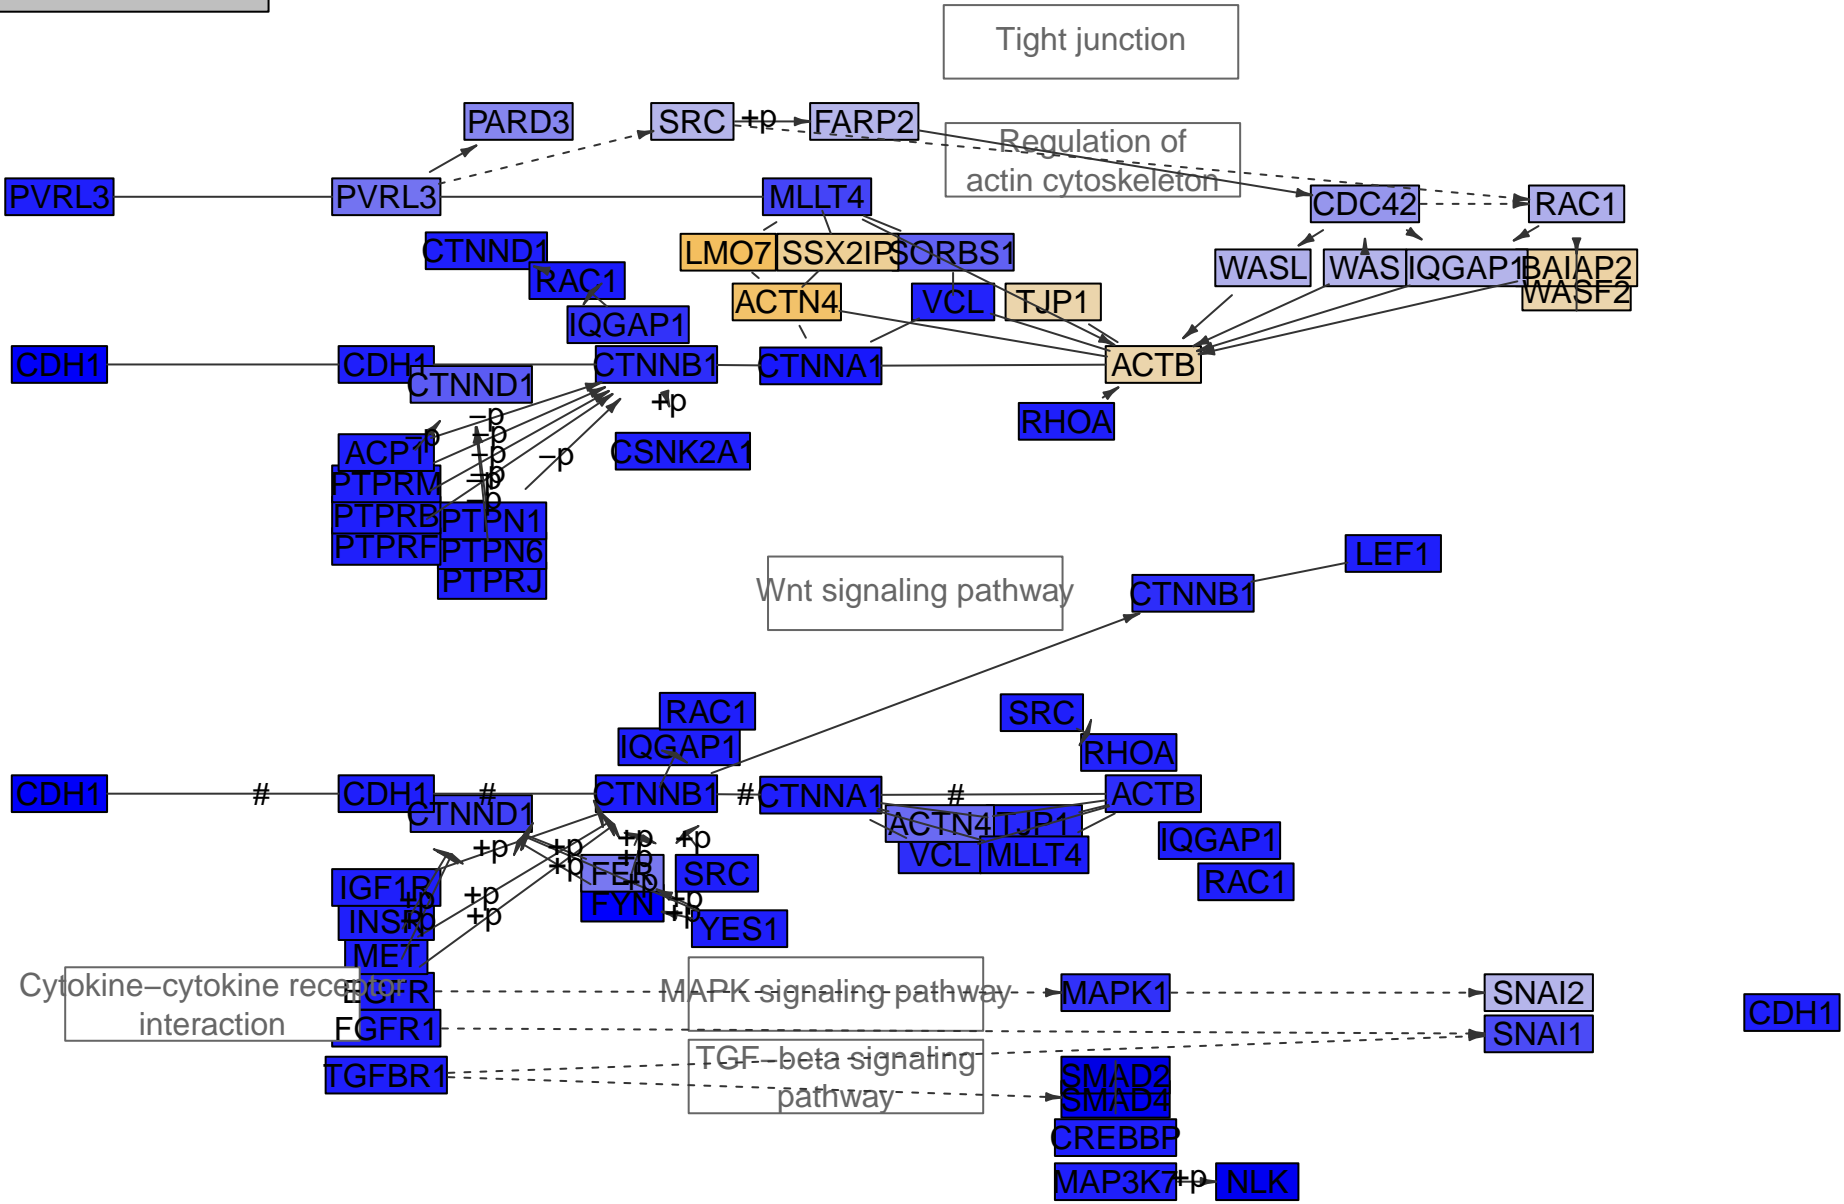 Tight junction
PARD3
SRC
+p
FARP2
Regulation of
actin cytoskeleton
PVRL3
PVRL3
MLLT4
CDC42
RAC1
CTNND1
LMO7
SSX2IP
SORBS1
WASL
WAS
IQGAP1
BAIAP2
WASF2
RAC1
ACTN4
VCL
TJP1
IQGAP1
CDH1
CDH1
CTNNB1
CTNNA1
ACTB
CTNND1
+p
RHOA
–p
–p
–p
ACP1
CSNK2A1
–p
–p
PTPRM
–p
–p
–p
PTPRB
PTPN1
PTPRF
PTPN6
PTPRJ
LEF1
Wnt signaling pathway
CTNNB1
RAC1
SRC
IQGAP1
RHOA
CDH1
#
CDH1
#
CTNNB1
#
CTNNA1
#
ACTB
CTNND1
ACTN4
TJP1
+p
+p
+p
+p
IQGAP1
VCL
MLLT4
+p
+p
IGF1R
FER
+p
SRC
RAC1
+p
+p
+p
FYN
INSR
+p
+p
+p
YES1
MET
Cytokine–cytokine receptor
interaction
EGFR
MAPK signaling pathway
MAPK1
SNAI2
CDH1
FGFR1
SNAI1
TGF–beta signaling
pathway
TGFBR1
SMAD2
SMAD4
CREBBP
MAP3K7
+p
NLK